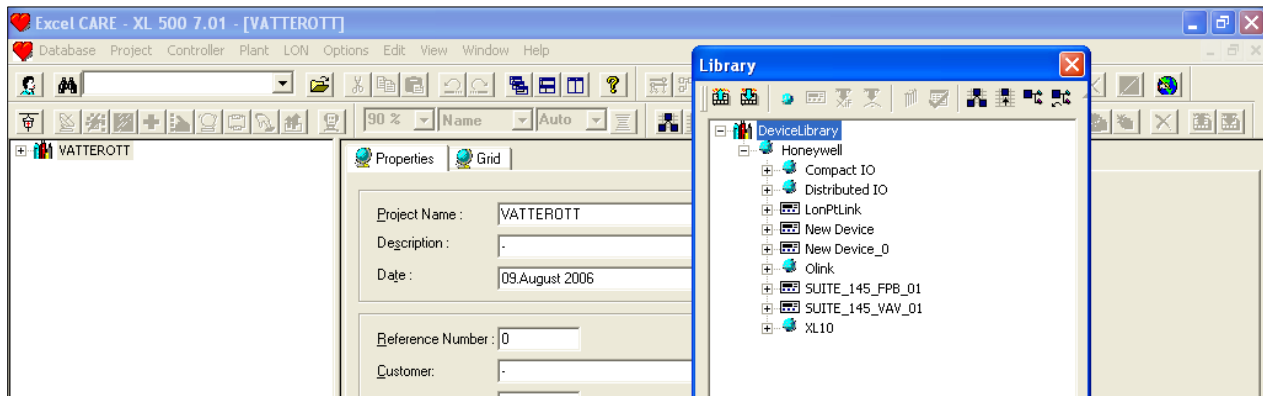 Excel CARE - XL 500 7.01 - [VATTEROTT]
Database Project Controller Plant LON Options Edit View Window Help
90 % Name Auto
VATTEROTT
Properties Grid
Project Name : VATTEROTT
Description : -
Date : 09.August 2006
Reference Number : 0
Customer: -
Library
DeviceLibrary
Honeywell
Compact IO
Distributed IO
LonPtLink
New Device
New Device_0
Olink
SUITE_145_FPB_01
SUITE_145_VAV_01
XL10